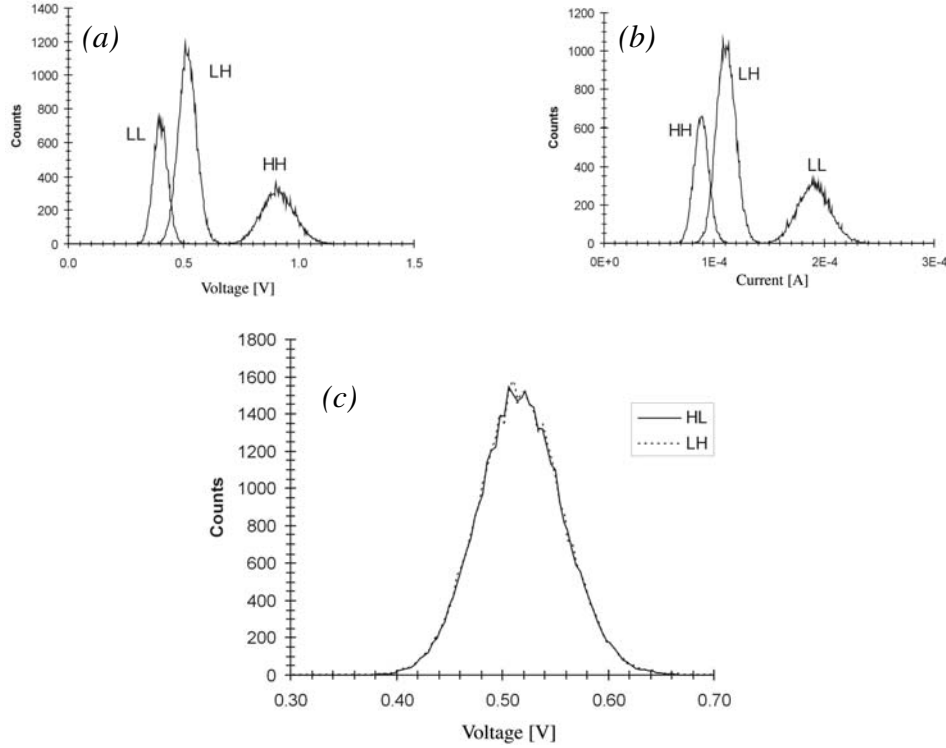 (a)
1400
1200
1000
800
600
400
200
0
Counts
LL
LH
HH
0.0 0.5 1.0 1.5
Voltage [V]
(b)
1200
1000
800
600
400
200
0
Counts
HH
LH
LL
0E+0 1E-4 2E-4 3E-4
Current [A]
(c)
1800
1600
1400
1200
1000
800
600
400
200
0
Counts
HL
LH
0.30 0.40 0.50 0.60 0.70
Voltage [V]